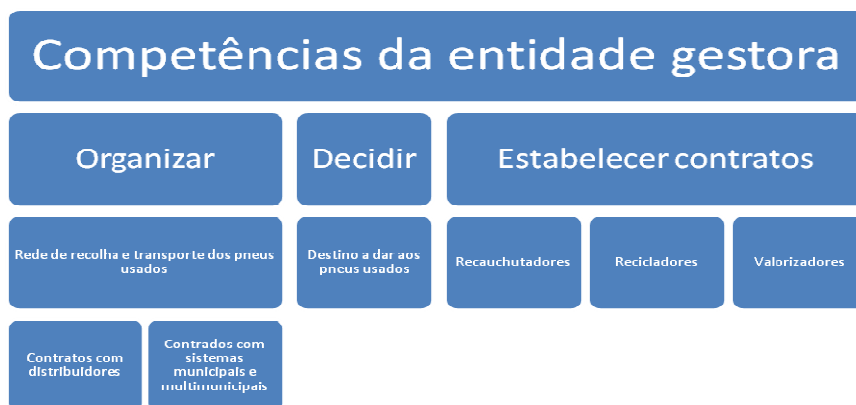 Competências da entidade gestora
Organizar
Decidir
Estabelecer contratos
Rede de recolha e transporte dos pneus
usados
Destino a dar aos
pneus usados
Recauchutadores
Recicladores
Valorizadores
Contratos com
distribuidores
Contrados com
sistemas
municipais e
multimunicipais